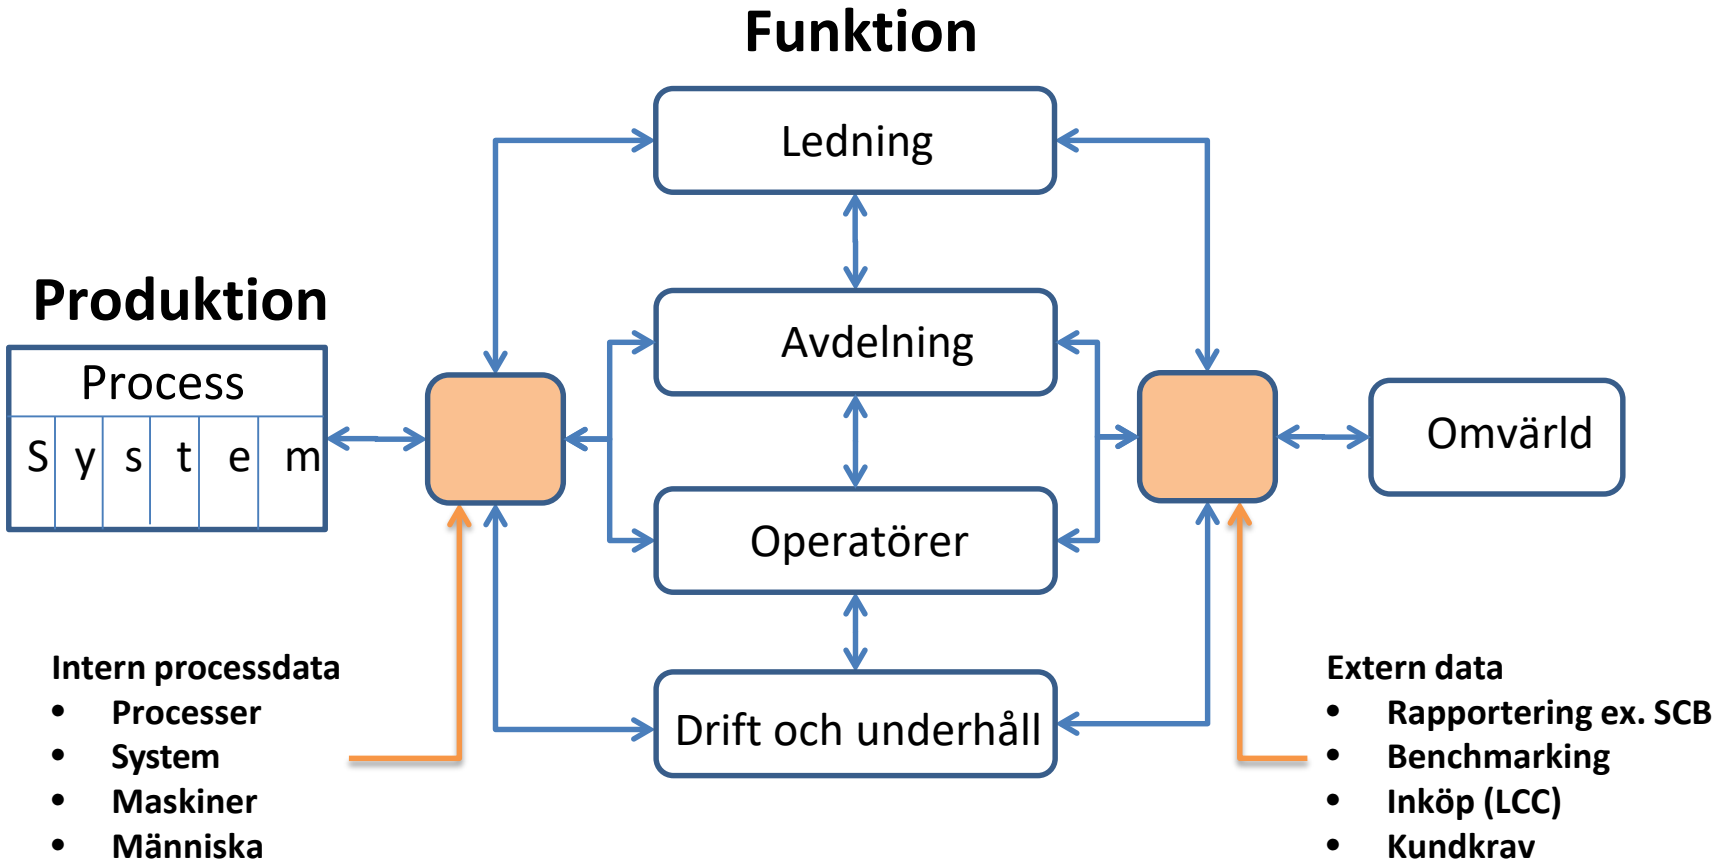 Funktion
Ledning
Produktion
Process
S y s t e m
Avdelning
Operatörer
Drift och underhåll
Omvärld
Intern processdata
• Processer
• System
• Maskiner
• Människa
Extern data
• Rapportering ex. SCB
• Benchmarking
• Inköp (LCC)
• Kundkrav